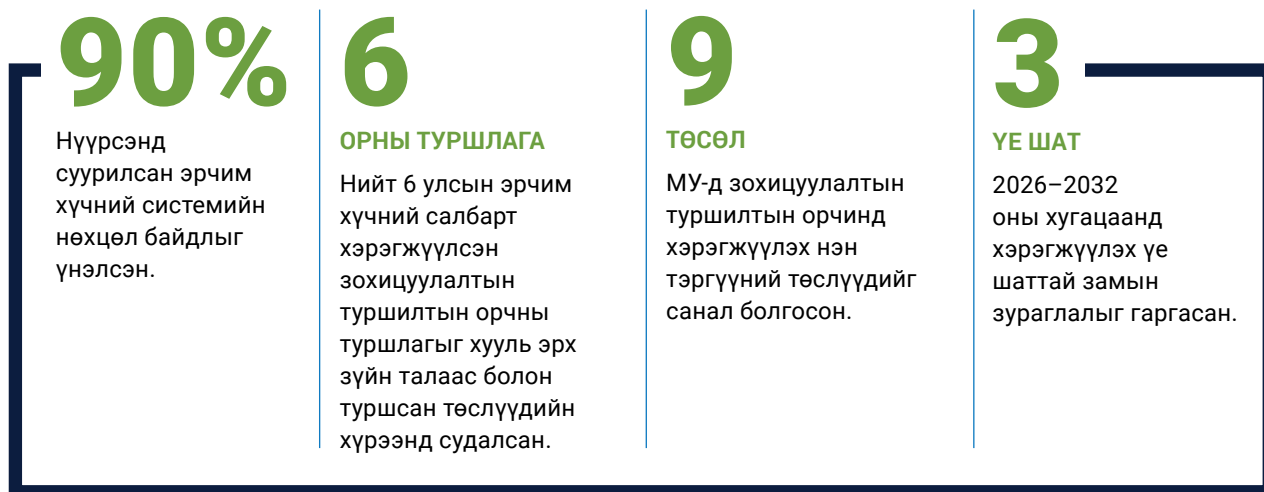 90%
Нүүрсэнд
суурилсан эрчим
хүчний системийн
нөхцөл байдлыг
үнэлсэн.
6
ОРНЫ ТУРШЛАГА
Нийт 6 улсын эрчим
хүчний салбарт
хэрэгжүүлсэн
зохицуулалтын
туршилтын орчны
туршлагыг хууль эрх
зүйн талаас болон
туршсан төслүүдийн
хүрээнд судалсан.
9
ТӨСӨЛ
МУ-д зохицуулалтын
туршилтын орчинд
хэрэгжүүлэх нэн
тэргүүний төслүүдийг
санал болгосон.
3
ҮЕ ШАТ
2026–2032
оны хугацаанд
хэрэгжүүлэх үе
шаттай замын
зураглалыг гаргасан.